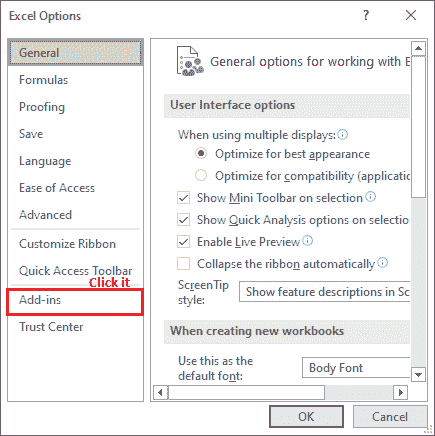 Excel Options
?
General
Formulas
Proofing
Save
Language
Ease of Access
Advanced
Customize Ribbon
Quick Access Toolbar
Click it
Add-ins
Trust Center
General options for working with E
User Interface options
When using multiple displays:
Optimize for best appearance
Optimize for compatibility (applicatio
Show Mini Toolbar on selection
Show Quick Analysis options on selection
Enable Live Preview
Collapse the ribbon automatically
ScreenTip style:
Show feature descriptions in Sc
When creating new workbooks
Use this as the default font:
Body Font
OK
Cancel